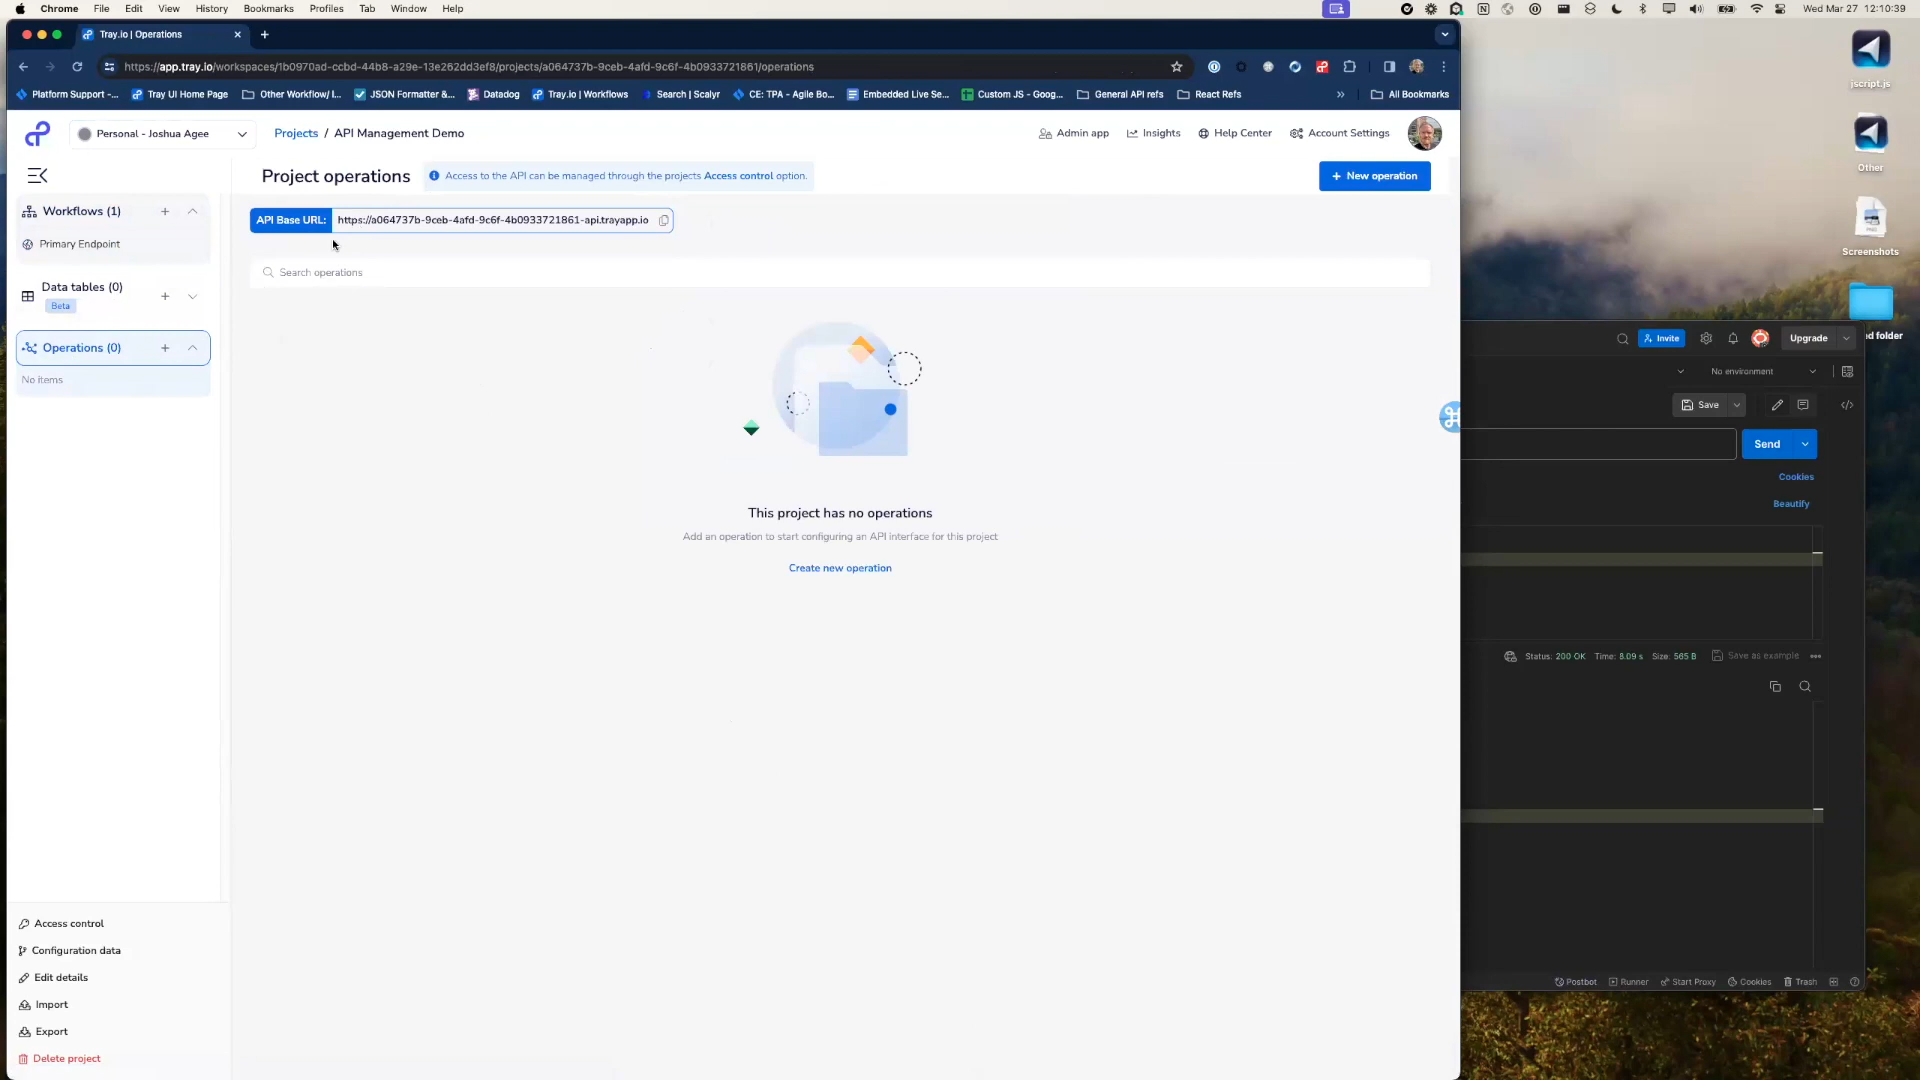 Chrome File Edit View History Bookmarks Profiles Tab Window Help
Wed Mar 27 12:10:39
Tray.io | Operations
https://app.tray.io/workspaces/1b0970ad-ccbd-44b8-a29e-13e262dd3ef8/projects/a064737b-9ceb-4afd-9c6f-4b0933721861/operations
Platform Support -... Tray UI Home Page Other Workflow/ I... JSON Formatter &... Datadog Tray.io | Workflows Search | Scalyr CE: TPA - Agile Bo... Embedded Live Se... Custom JS - Goog... General API refs React Refs » All Bookmarks
Personal - Joshua Agee
Projects / API Management Demo
Admin app Insights Help Center Account Settings
Project operations
Access to the API can be managed through the projects Access control option.
+ New operation
Workflows (1)
Primary Endpoint
Data tables (0)
Beta
Operations (0)
No items
API Base URL: https://a064737b-9ceb-4afd-9c6f-4b0933721861-api.trayapp.io
Search operations
This project has no operations
Add an operation to start configuring an API interface for this project
Create new operation
Access control
Configuration data
Edit details
Import
Export
Delete project
jscript.js
Other
Screenshots
ed folder
Invite
Upgrade
No environment
Save
Send
Cookies
Beautify
Status: 200 OK Time: 8.09 s Size: 565 B Save as example
Postbot Runner Start Proxy Cookies Trash